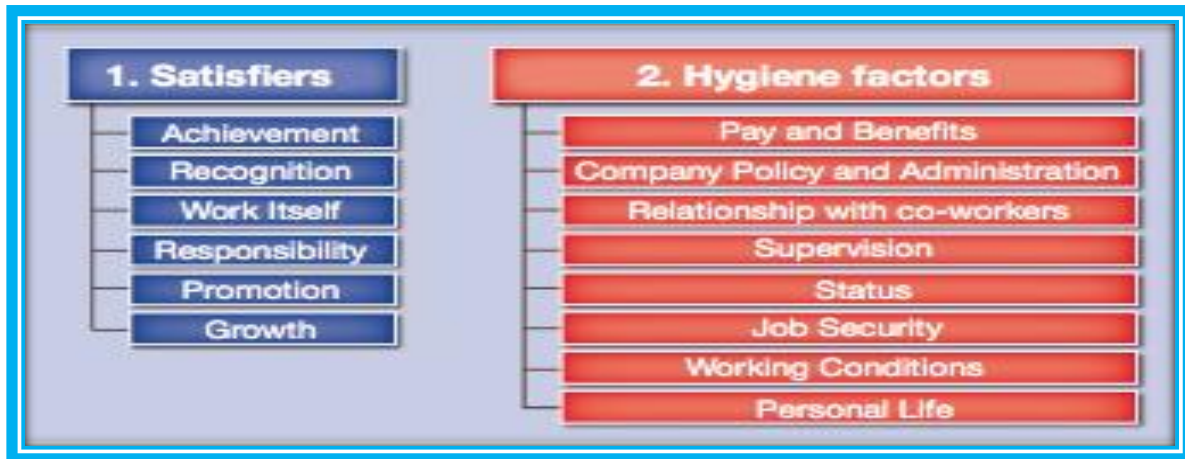 1. Satisfiers
Achievement
Recognition
Work Itself
Responsibility
Promotion
Growth
2. Hygiene factors
Pay and Benefits
Company Policy and Administration
Relationship with co-workers
Supervision
Status
Job Security
Working Conditions
Personal Life